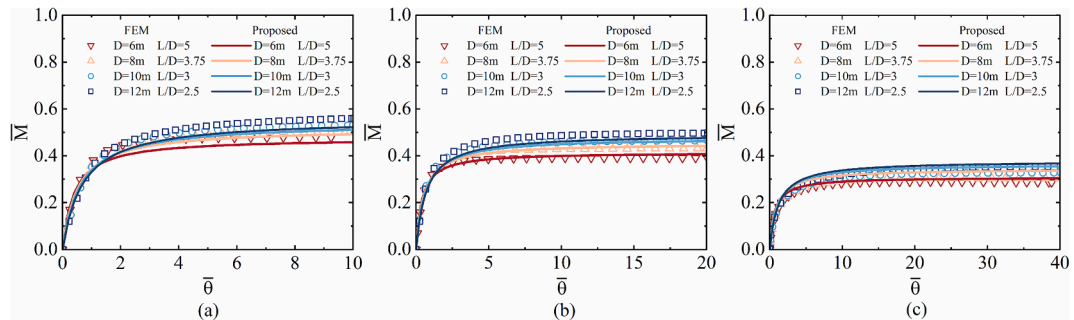 FEM Proposed
D=6m L/D=5 D=6m L/D=5
D=8m L/D=3.75 D=8m L/D=3.75
D=10m L/D=3 D=10m L/D=3
D=12m L/D=2.5 D=12m L/D=2.5
1.0
0.8
0.6
0.4
0.2
0.0
M̅
0 2 4 6 8 10
θ̅
(a)
FEM Proposed
D=6m L/D=5 D=6m L/D=5
D=8m L/D=3.75 D=8m L/D=3.75
D=10m L/D=3 D=10m L/D=3
D=12m L/D=2.5 D=12m L/D=2.5
1.0
0.8
0.6
0.4
0.2
0.0
M̅
0 5 10 15 20
θ̅
(b)
FEM Proposed
D=6m L/D=5 D=6m L/D=5
D=8m L/D=3.75 D=8m L/D=3.75
D=10m L/D=3 D=10m L/D=3
D=12m L/D=2.5 D=12m L/D=2.5
1.0
0.8
0.6
0.4
0.2
0.0
M̅
0 10 20 30 40
θ̅
(c)